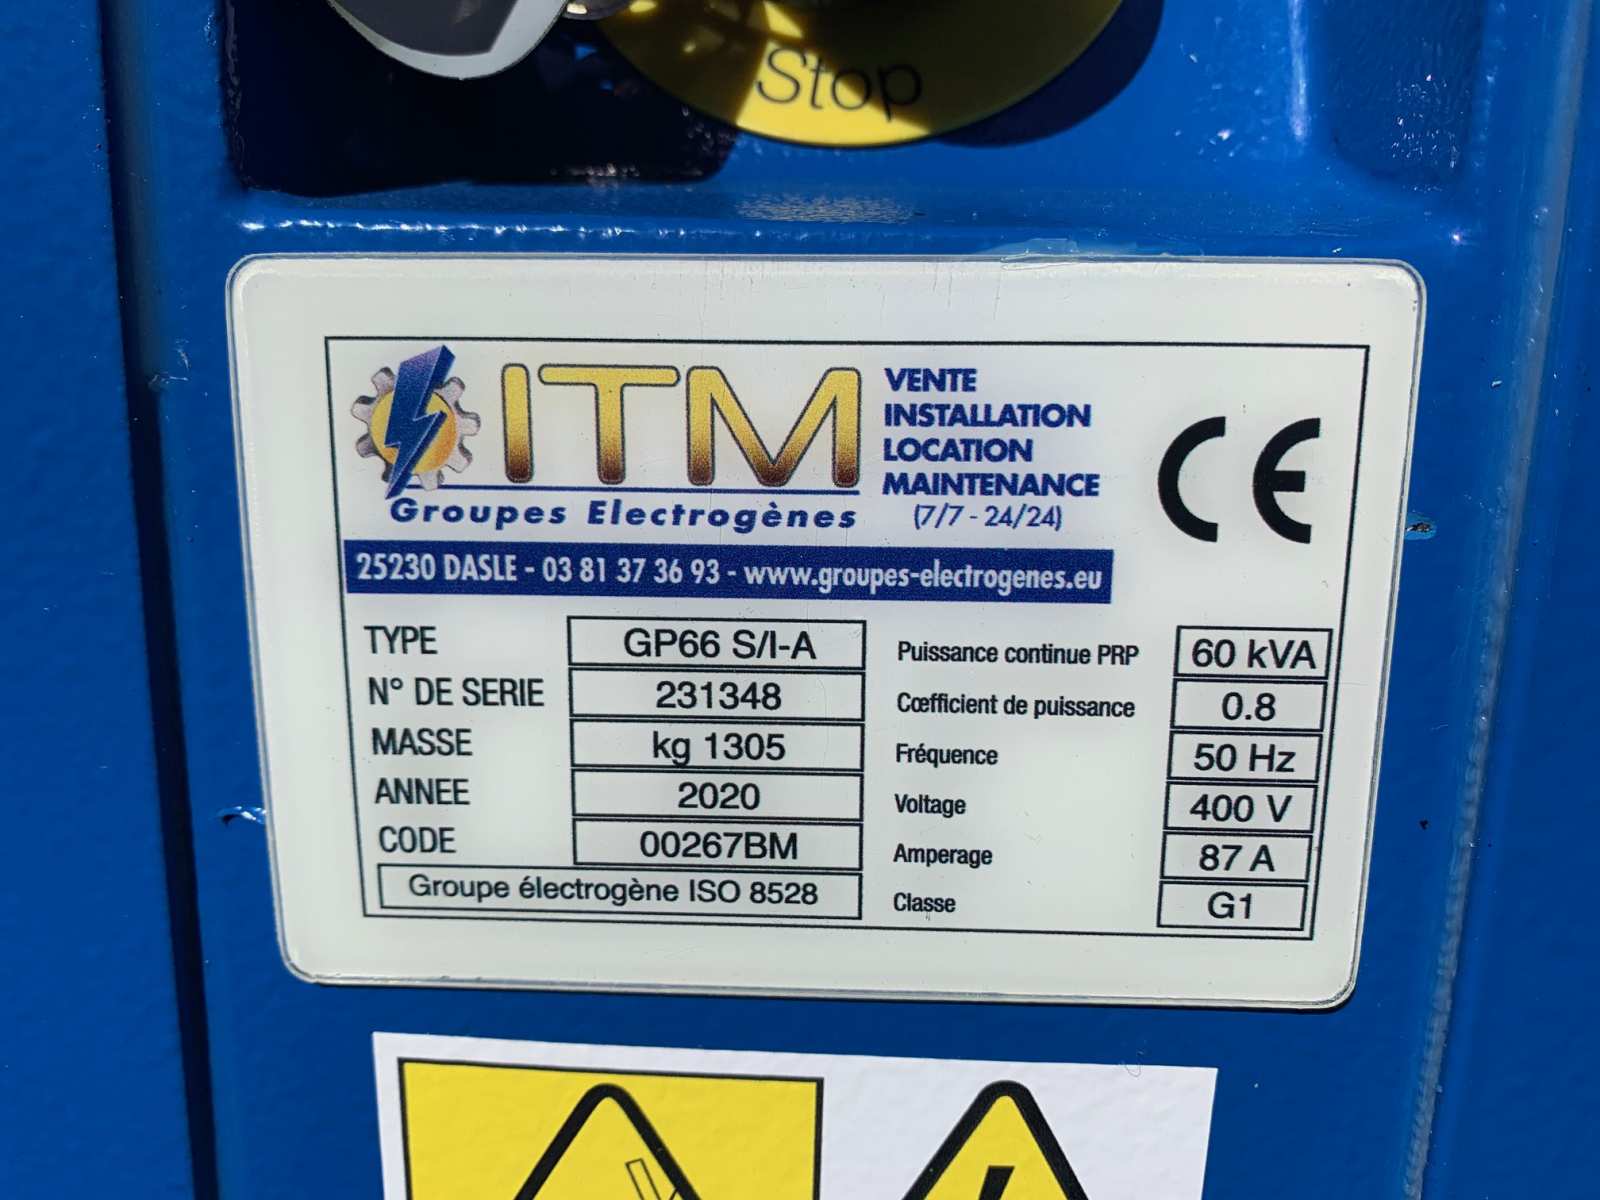 Stop
ITM
Groupes Electrogènes
VENTE
INSTALLATION
LOCATION
MAINTENANCE
(7/7 - 24/24)
CE
25230 DASLE - 03 81 37 36 93 - www.groupes-electrogenes.eu
TYPE GP66 S/I-A
N° DE SERIE 231348
MASSE kg 1305
ANNEE 2020
CODE 00267BM
Groupe électrogène ISO 8528
Puissance continue PRP 60 kVA
Cœfficient de puissance 0.8
Fréquence 50 Hz
Voltage 400 V
Amperage 87 A
Classe G1